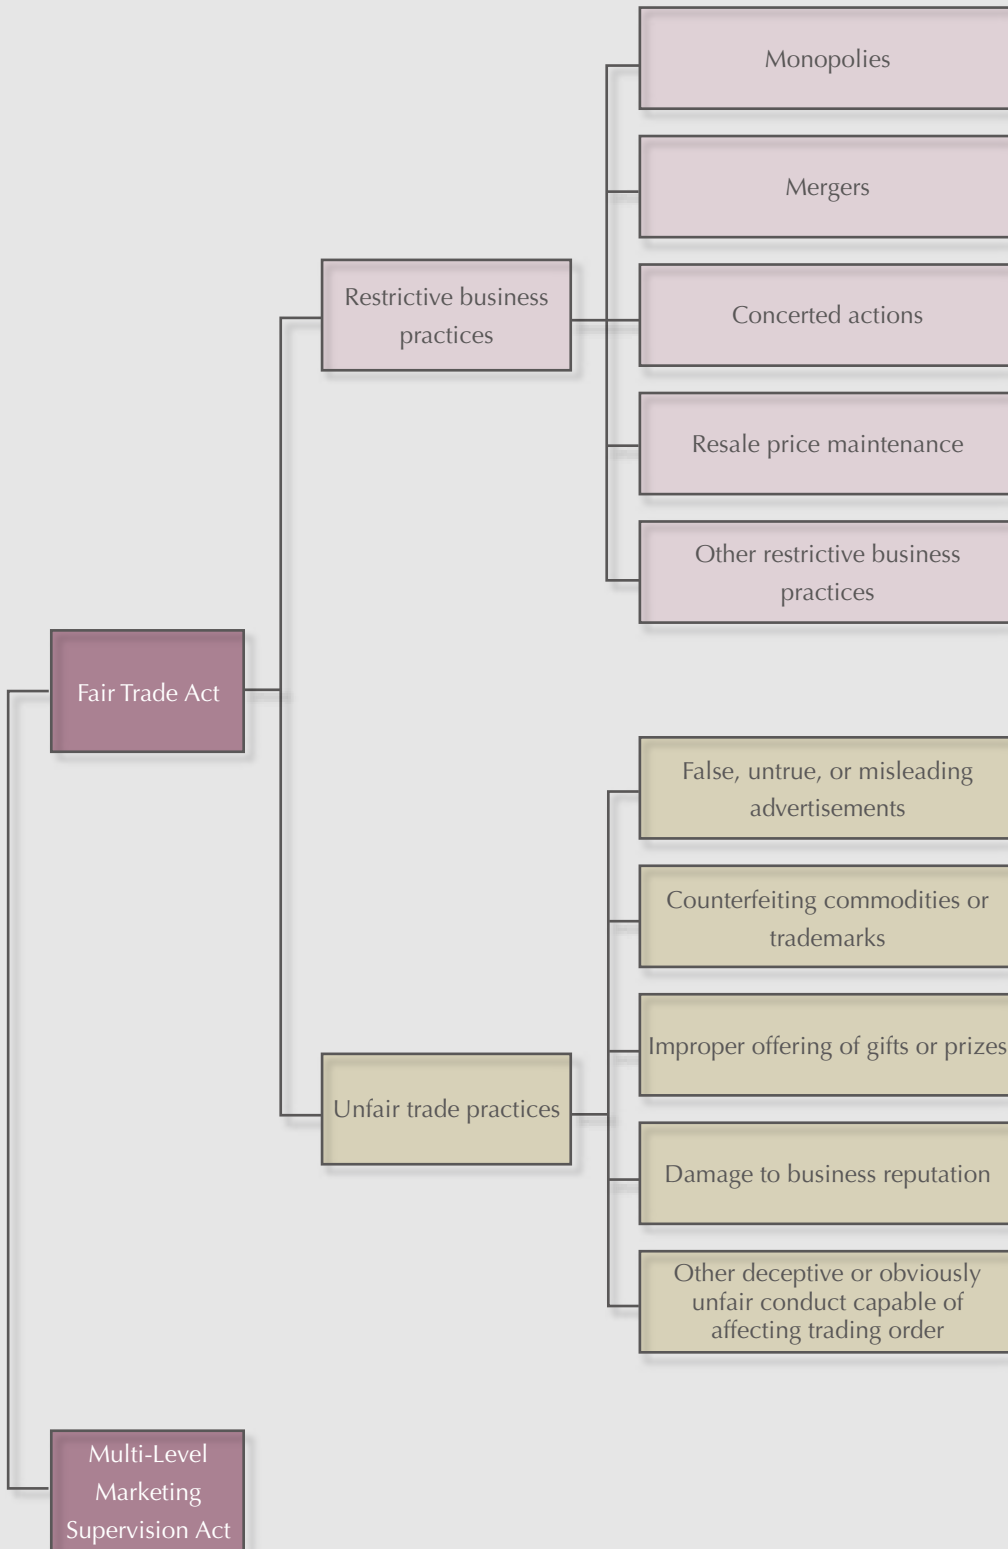 Monopolies
Mergers
Restrictive business
practices
Concerted actions
Resale price maintenance
Other restrictive business
practices
Fair Trade Act
False, untrue, or misleading
advertisements
Counterfeiting commodities or
trademarks
Improper offering of gifts or prizes
Unfair trade practices
Damage to business reputation
Other deceptive or obviously
unfair conduct capable of
affecting trading order
Multi-Level
Marketing
Supervision Act